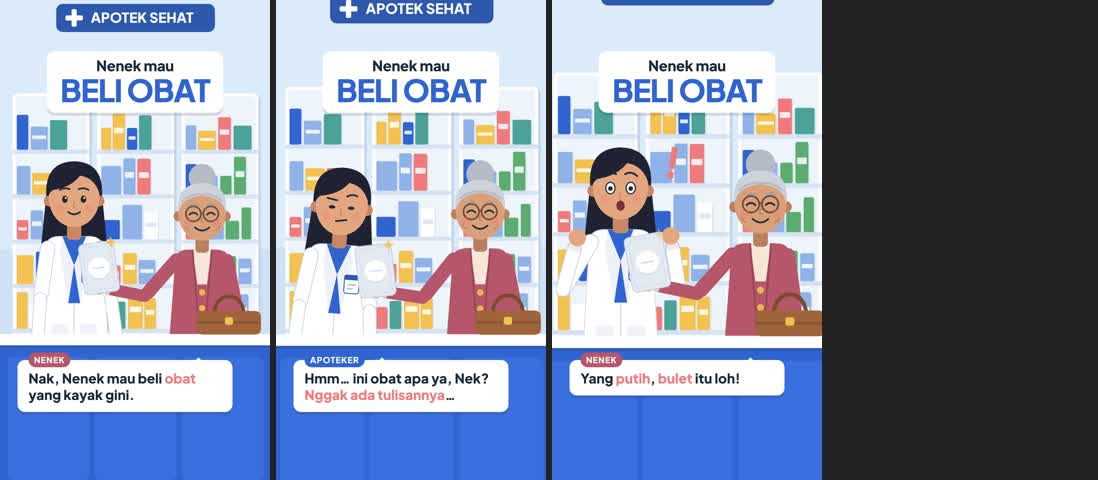 APOTEK SEHAT
Nenek mau
BELI OBAT
NENEK
Nak, Nenek mau beli obat
yang kayak gini.
APOTEK SEHAT
Nenek mau
BELI OBAT
APOTEKER
Hmm... ini obat apa ya, Nek?
Nggak ada tulisannya...
Nenek mau
BELI OBAT
NENEK
Yang putih, bulet itu loh!